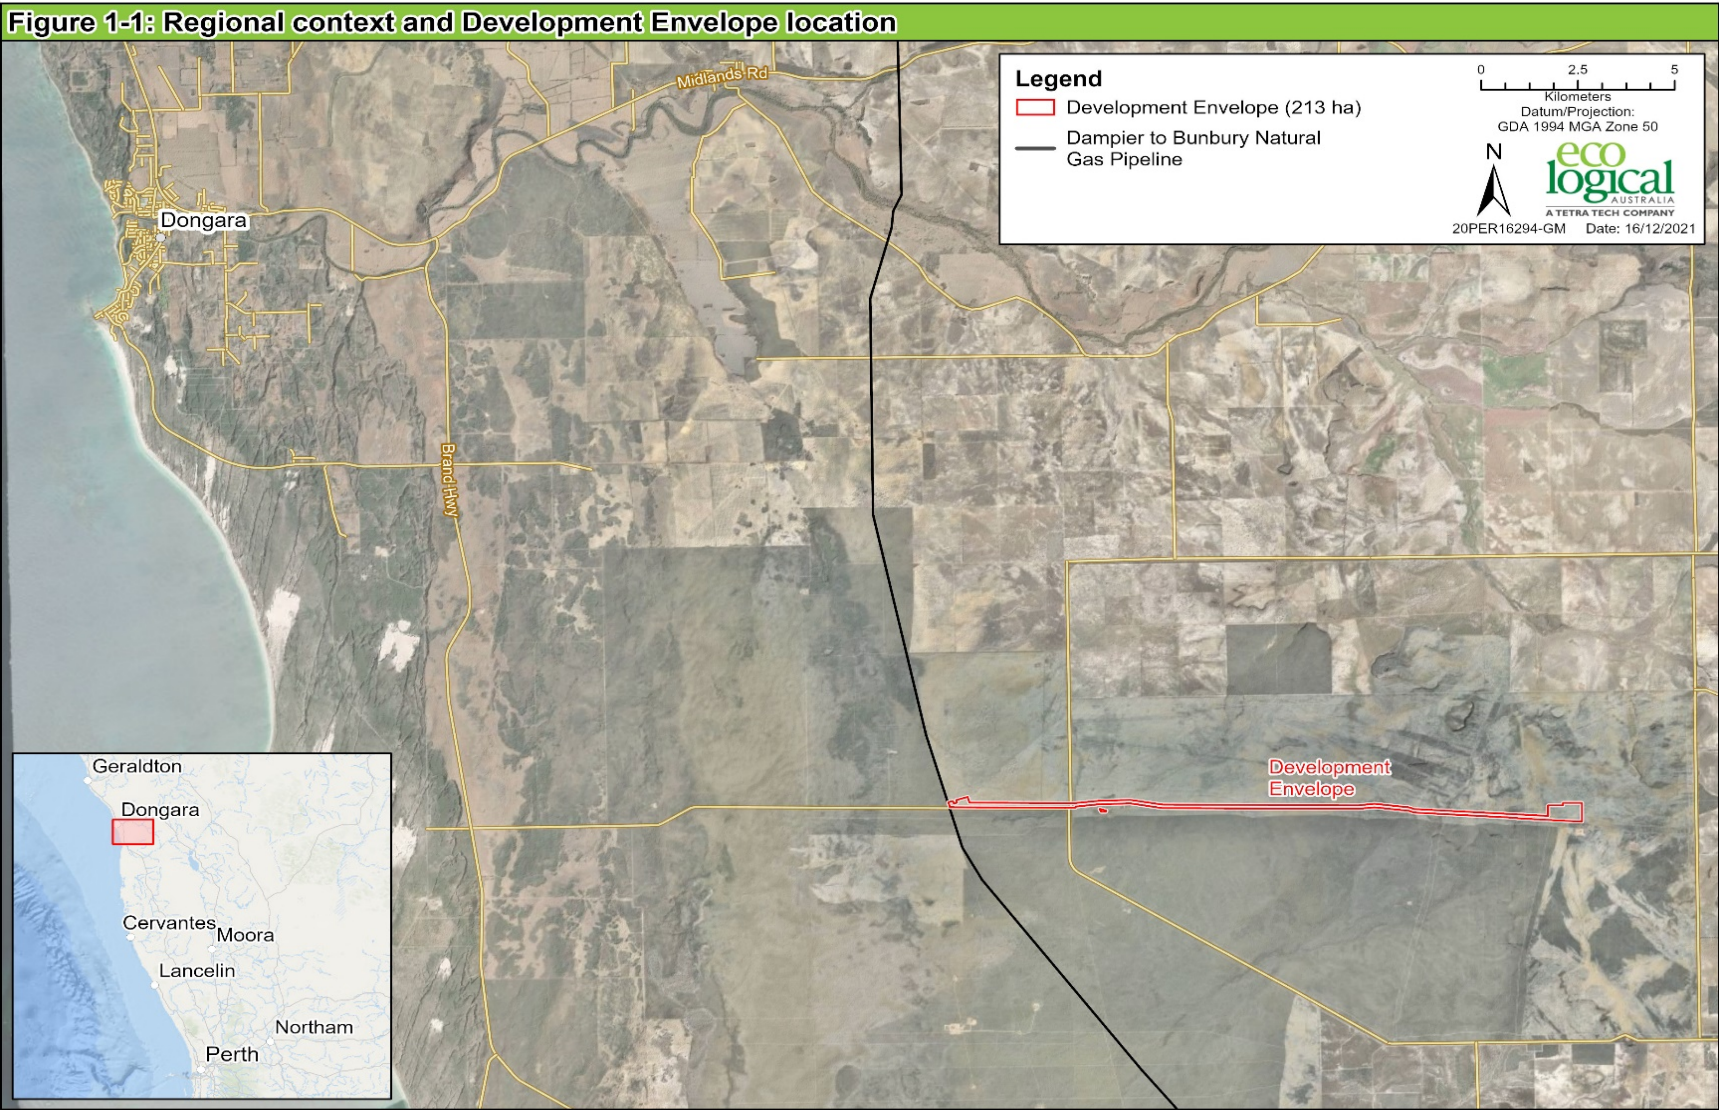 Figure 1-1: Regional context and Development Envelope location
Midlands Rd
Legend
Development Envelope (213 ha)
Dampier to Bunbury Natural
Gas Pipeline
0 2.5 5
Kilometers
Datum/Projection:
GDA 1994 MGA Zone 50
N
eco
logical
AUSTRALIA
A TETRA TECH COMPANY
20PER16294-GM Date: 16/12/2021
Dongara
Brand Hwy
Development
Envelope
Geraldton
Dongara
Cervantes
Moora
Lancelin
Northam
Perth